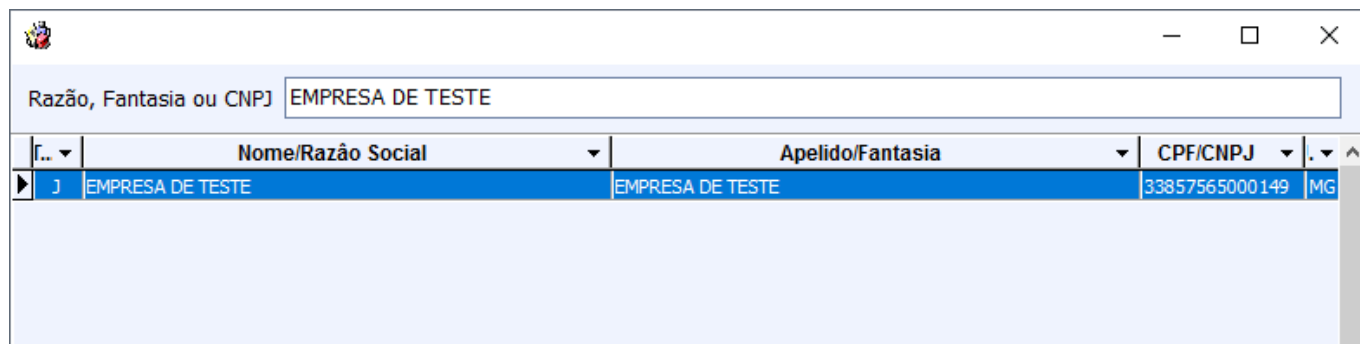 Razão, Fantasia ou CNPJ EMPRESA DE TESTE
T... Nome/Razâo Social Apelido/Fantasia CPF/CNPJ
J EMPRESA DE TESTE EMPRESA DE TESTE 33857565000149 MG